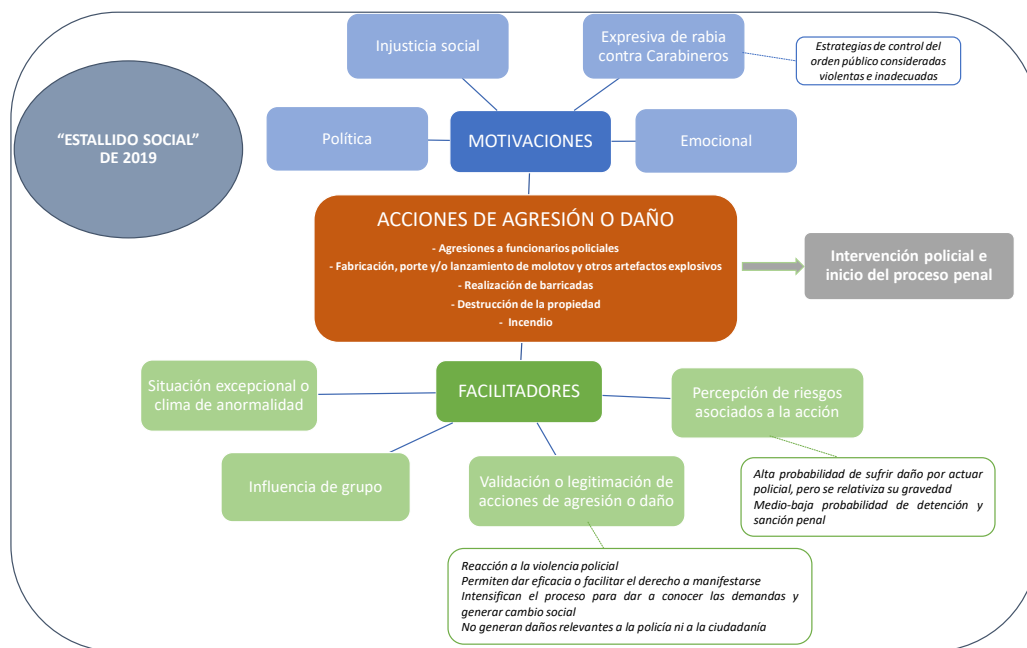 Injusticia social
Expresiva de rabia
contra Carabineros
Estrategias de control del
orden público consideradas
violentas e inadecuadas
“ESTALLIDO SOCIAL”
DE 2019
Política
MOTIVACIONES
Emocional
ACCIONES DE AGRESIÓN O DAÑO
- Agresiones a funcionarios policiales
- Fabricación, porte y/o lanzamiento de molotov y otros artefactos explosivos
- Realización de barricadas
- Destrucción de la propiedad
- Incendio
Intervención policial e
inicio del proceso penal
Situación excepcional o
clima de anormalidad
FACILITADORES
Percepción de riesgos
asociados a la acción
Influencia de grupo
Validación o legitimación de
acciones de agresión o daño
Alta probabilidad de sufrir daño por actuar
policial, pero se relativiza su gravedad
Medio-baja probabilidad de detención y
sanción penal
Reacción a la violencia policial
Permiten dar eficacia o facilitar el derecho a manifestarse
Intensifican el proceso para dar a conocer las demandas y
generar cambio social
No generan daños relevantes a la policía ni a la ciudadanía